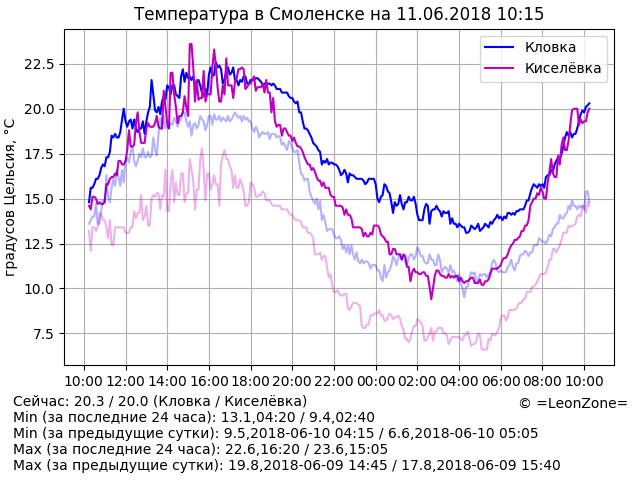 Температура в Смоленске на 11.06.2018 10:15
градусов Цельсия, °C
22.5
20.0
17.5
15.0
12.5
10.0
7.5
Кловка
Киселёвка
10:00 12:00 14:00 16:00 18:00 20:00 22:00 00:00 02:00 04:00 06:00 08:00 10:00
Сейчас: 20.3 / 20.0 (Кловка / Киселёвка)
© =LeonZone=
Min (за последние 24 часа): 13.1,04:20 / 9.4,02:40
Min (за предыдущие сутки): 9.5,2018-06-10 04:15 / 6.6,2018-06-10 05:05
Max (за последние 24 часа): 22.6,16:20 / 23.6,15:05
Max (за предыдущие сутки): 19.8,2018-06-09 14:45 / 17.8,2018-06-09 15:40